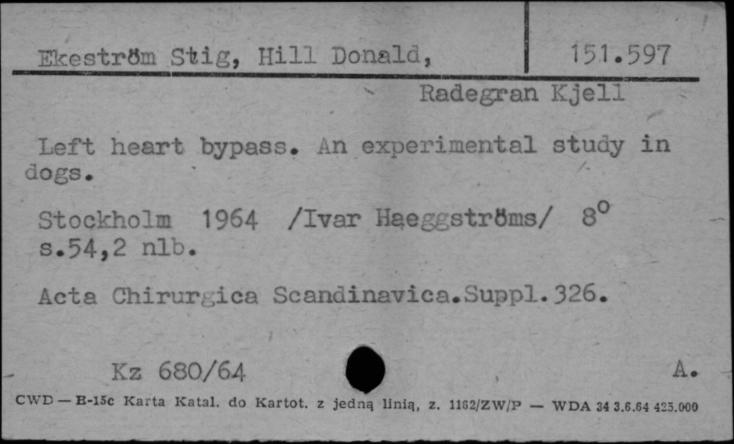 Ekeström Stig, Hill Donald, 151.597
Radegran Kjell
Left heart bypass. An experimental study in
dogs.
Stockholm 1964 /Ivar Haeggströms/ 8°
s.54,2 nlb.
Acta Chirurgica Scandinavica.Suppl.326.
Kz 680/64 A.
CWD — B-15c Karta Katal. do Kartot. z jedną linią, z. 1162/ZW/P — WDA 34 3.6.64 425.000